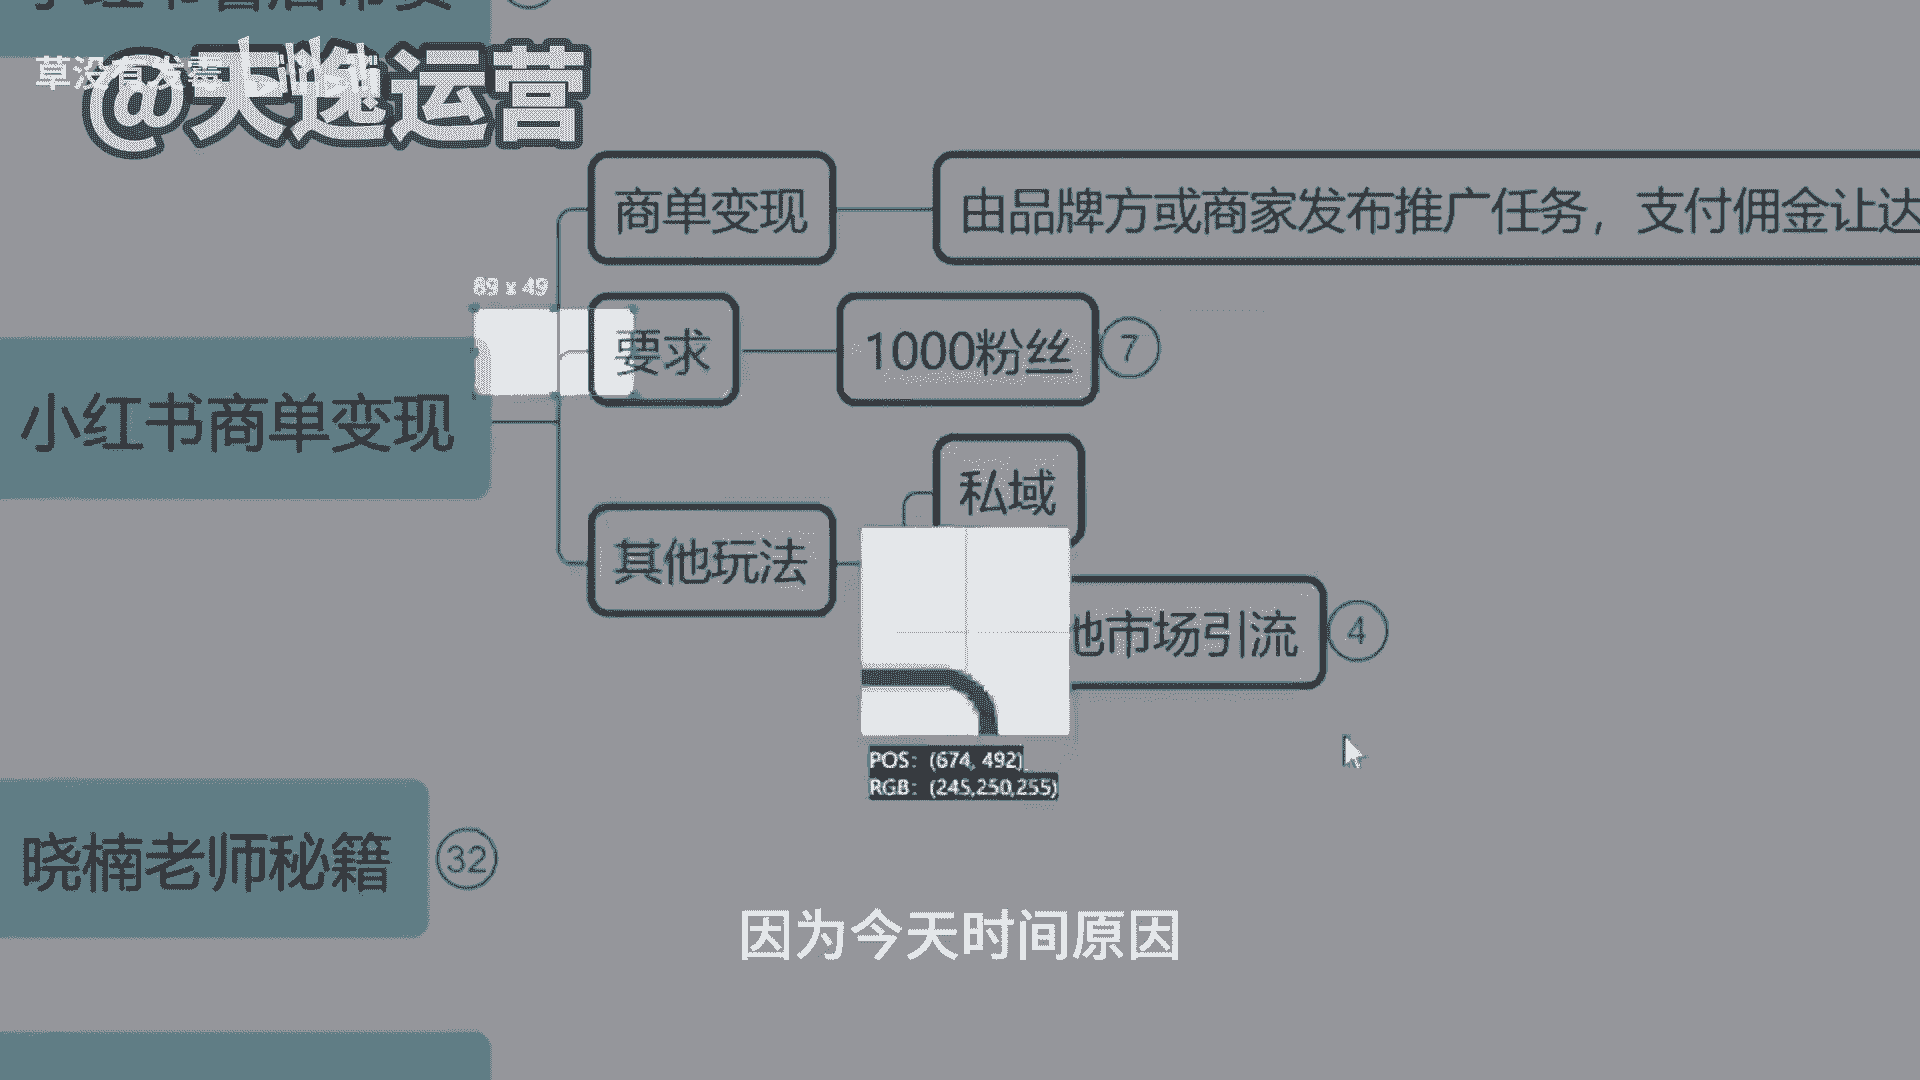 草没有发霉 bilibili
@天逸运营
商单变现
由品牌方或商家发布推广任务，支付佣金让达
89 x 49
要求
1000粉丝
7
小红书商单变现
私域
其他玩法
他市场引流
4
POS: (674, 492)
RGB: (245,250,255)
晓楠老师秘籍
32
因为今天时间原因